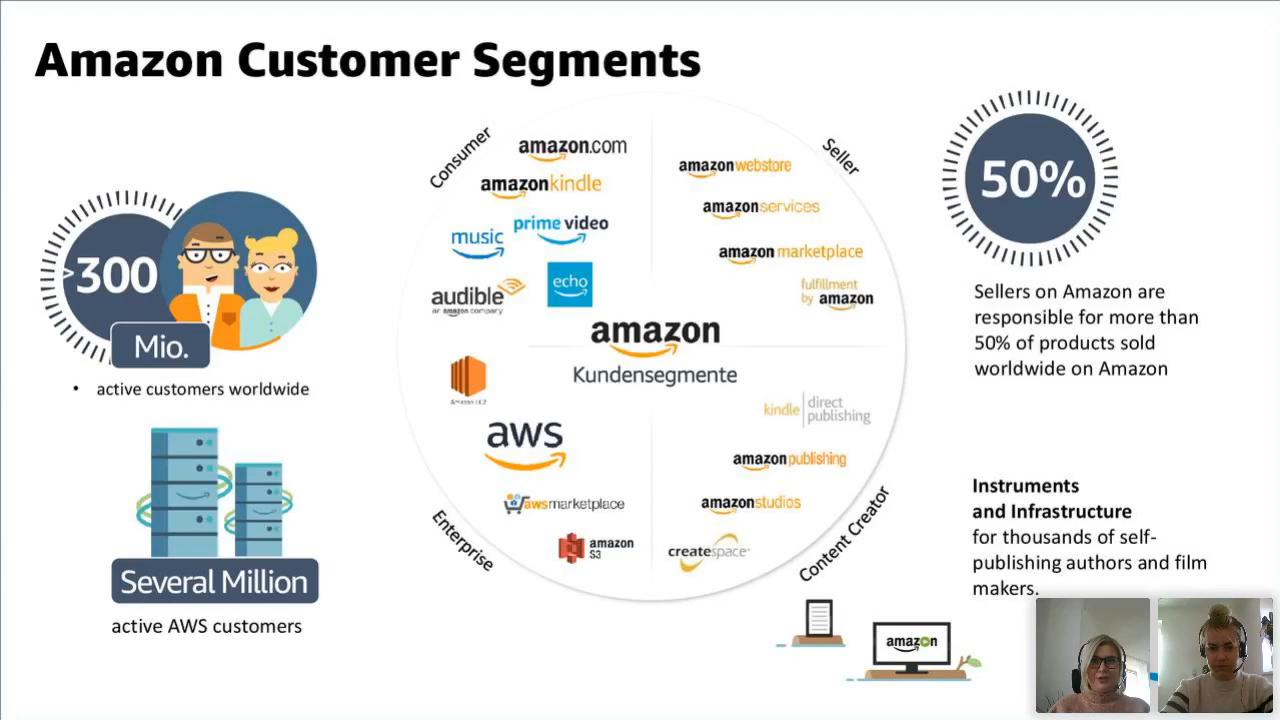 Amazon Customer Segments
>300
Mio.
active customers worldwide
Several Million
active AWS customers
Consumer
amazon.com
amazonkindle
prime video
music
echo
audible
an amazon company
Seller
amazon webstore
amazonservices
amazon marketplace
fulfillment
by amazon
amazon
Kundensegmente
Enterprise
Amazon EC2
aws
awsmarketplace
amazon
S3
Content Creator
kindle direct
publishing
amazonpublishing
amazonstudios
createspace
amazon
50%
Sellers on Amazon are
responsible for more than
50% of products sold
worldwide on Amazon
Instruments
and Infrastructure
for thousands of self-
publishing authors and film
makers.